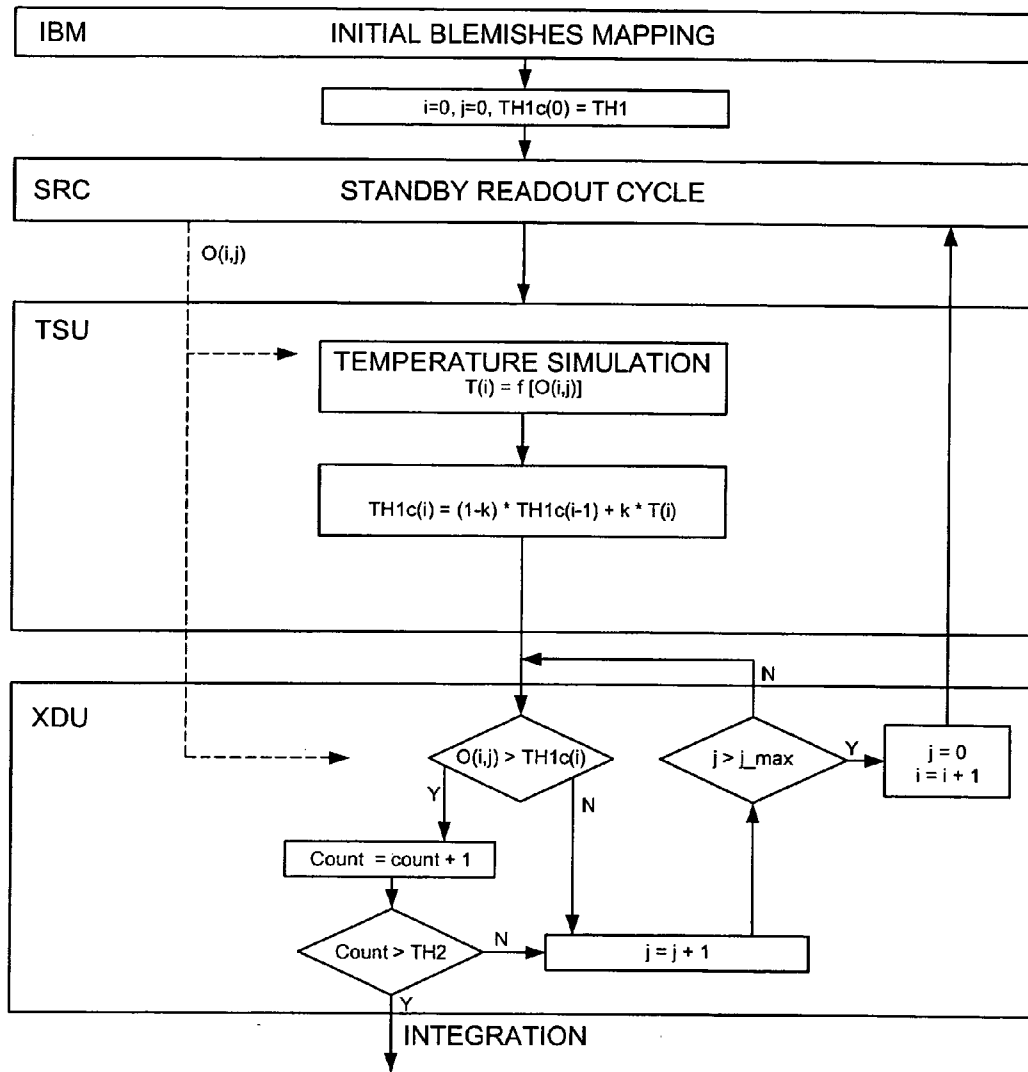 IBM INITIAL BLEMISHES MAPPING
i=0, j=0, TH1c(0) = TH1
SRC STANDBY READOUT CYCLE
O(i,j)
TSU
TEMPERATURE SIMULATION
T(i) = f [O(i,j)]
TH1c(i) = (1-k) * TH1c(i-1) + k * T(i)
N
XDU
O(i,j) > TH1c(i)
j > j_max
Y
j = 0
i = i + 1
Y
N
Count = count + 1
Count > TH2
N
j = j + 1
Y
INTEGRATION